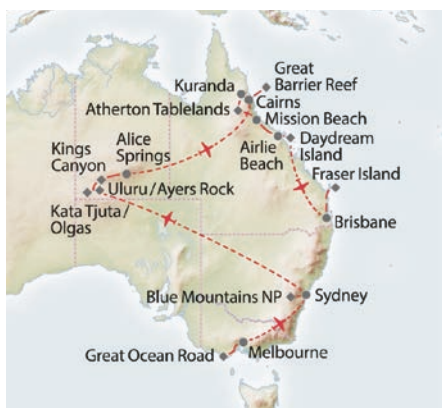 Great
Barrier Reef
Kuranda
Cairns
Atherton Tablelands
Mission Beach
Kings
Canyon
Alice
Springs
Airlie
Beach
Daydream
Island
Fraser Island
Uluru/Ayers Rock
Kata Tjuta/
Olgas
Brisbane
Blue Mountains NP
Sydney
Great Ocean Road
Melbourne